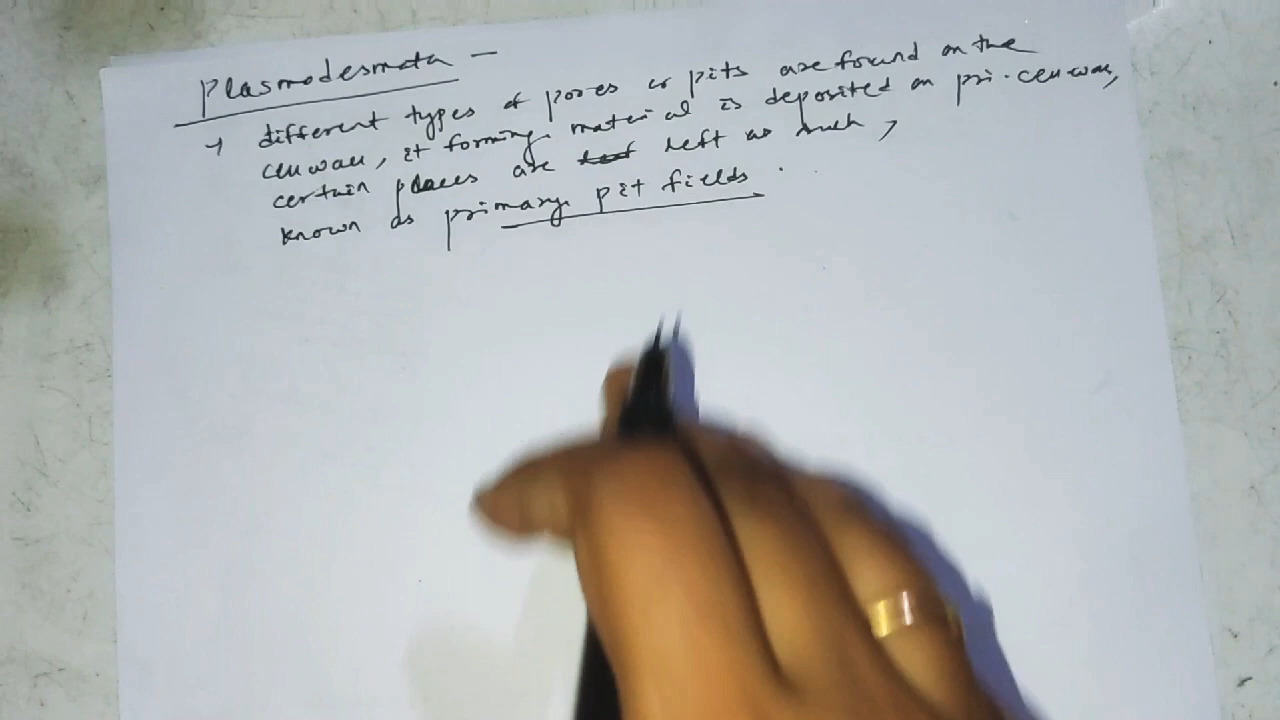 Plasmodesmata -
→ different types of pores or pits are found on the
cell wall, it forming material is deposited on pri. cell wall,
certain places are left as such,
known as primary pit fields.